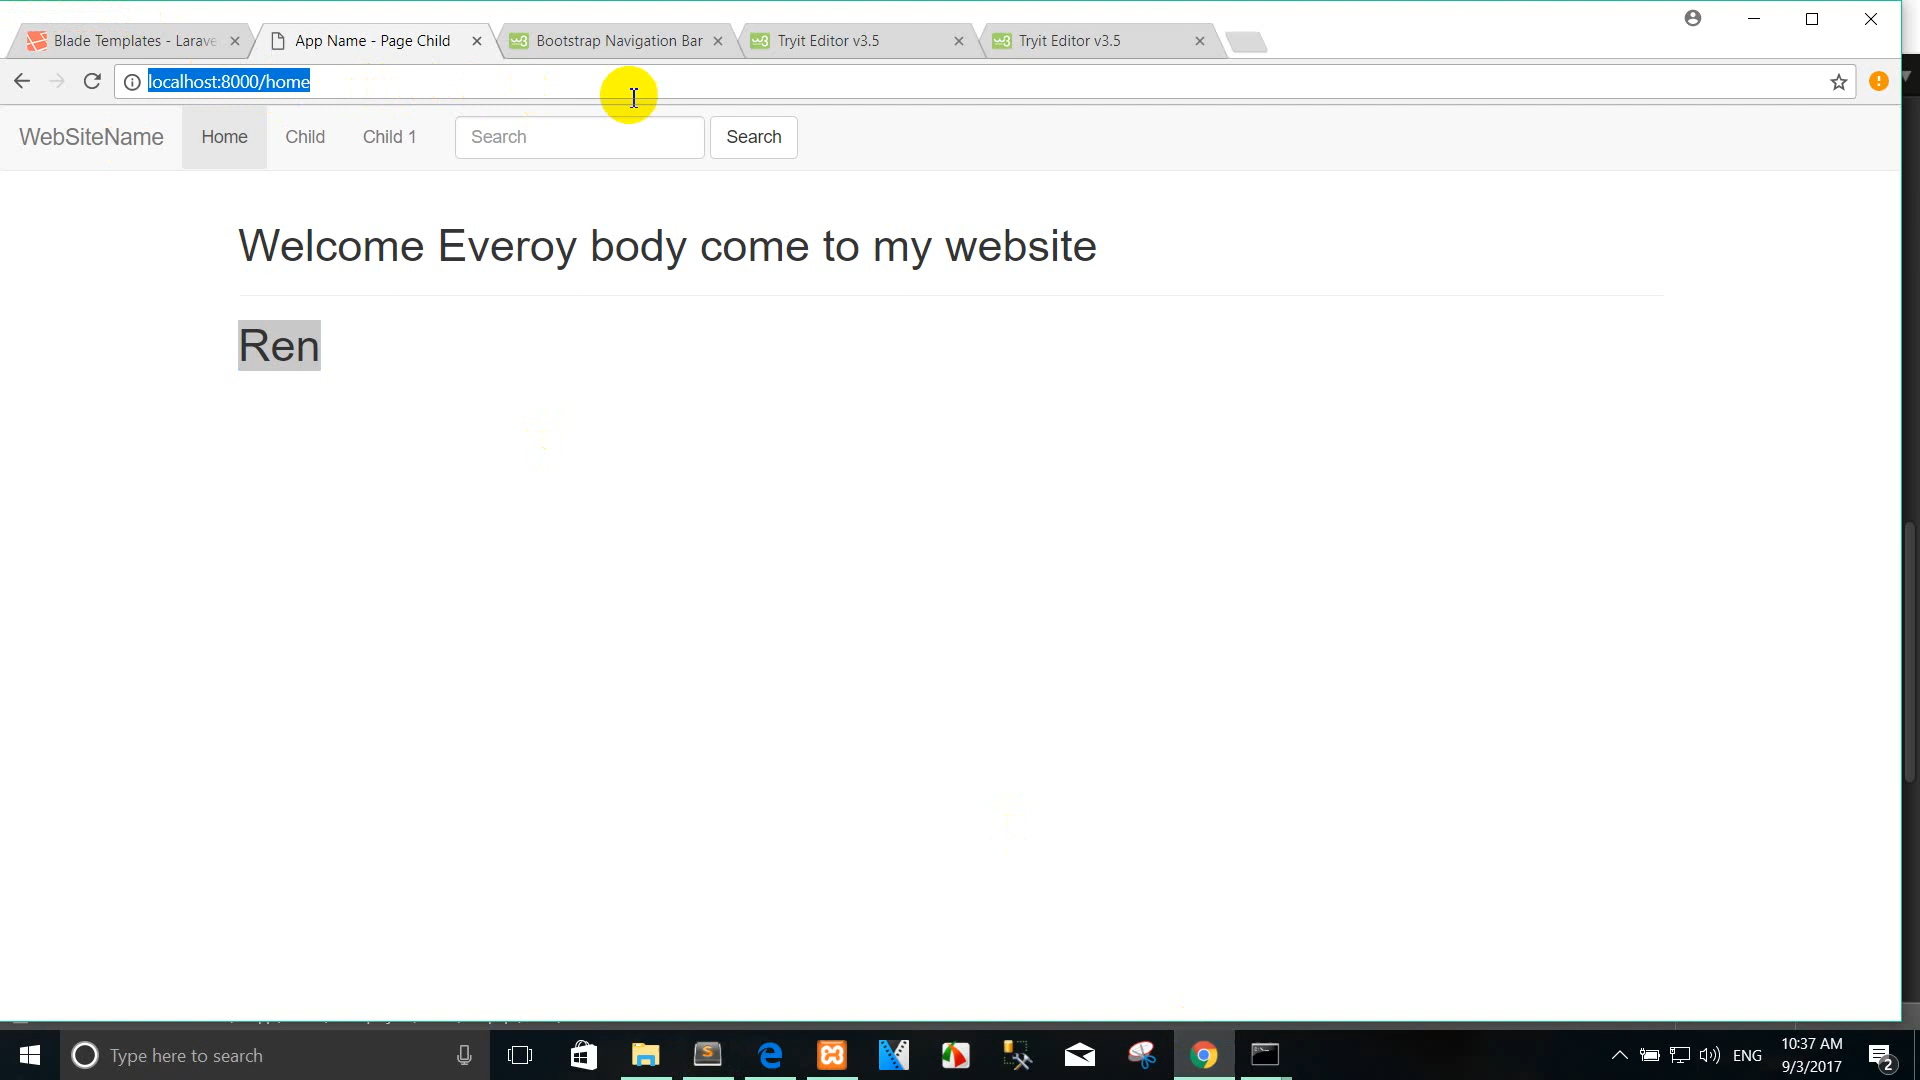 Blade Templates - Larave
App Name - Page Child
Bootstrap Navigation Bar
Tryit Editor v3.5
Tryit Editor v3.5
localhost:8000/home
WebSiteName
Home
Child
Child 1
Search
Search
Welcome Everoy body come to my website
Ren
Type here to search
ENG
10:37 AM
9/3/2017
2